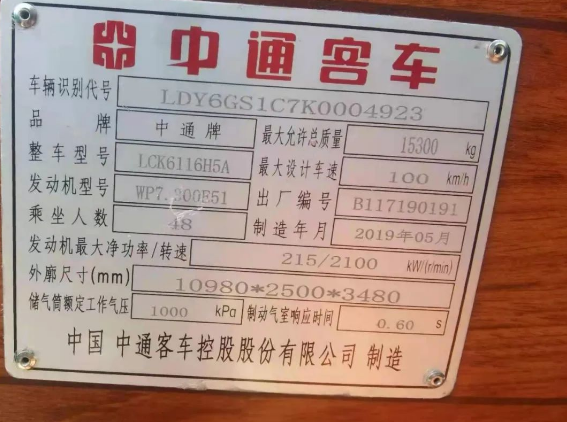 中通客车
车辆识别代号 LDY6GS1C7K0004923
品牌 中通牌 最大允许总质量 15300 kg
整车型号 LCK6116H5A 最大设计车速 100 km/h
发动机型号 WP7.300E51 出厂编号 B117190191
乘坐人数 48 制造年月 2019年05月
发动机最大净功率/转速 215/2100 kW/(r/min)
外廓尺寸(mm) 10980*2500*3480
储气筒额定工作气压 1000 kPa 制动气室响应时间 0.60 s
中国 中通客车控股股份有限公司 制造